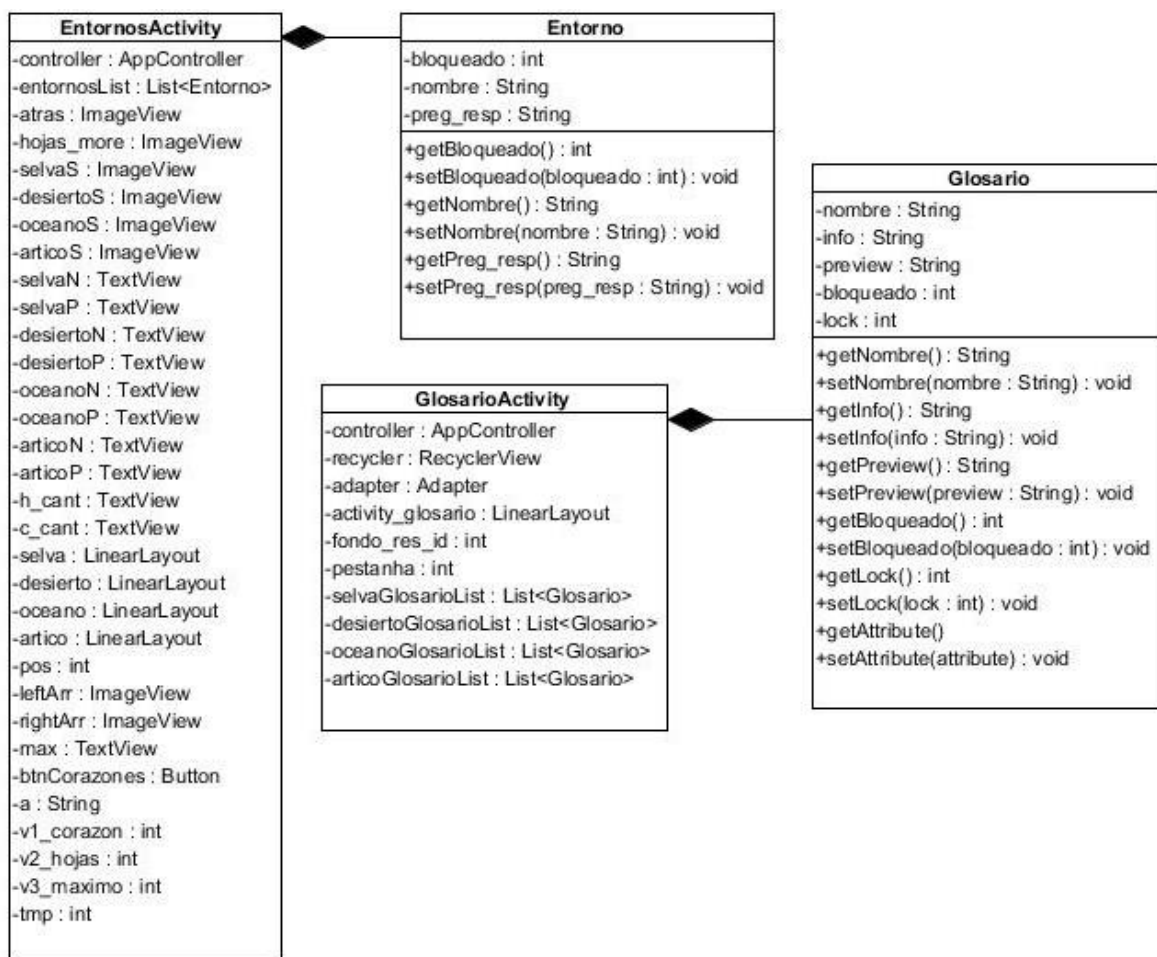 EntornosActivity
-controller : AppController
-entornosList : List<Entorno>
-atras : ImageView
-hojas_more : ImageView
-selvaS : ImageView
-desiertoS : ImageView
-oceanoS : ImageView
-articoS : ImageView
-selvaN : TextView
-selvaP : TextView
-desiertoN : TextView
-desiertoP : TextView
-oceanoN : TextView
-oceanoP : TextView
-articoN : TextView
-articoP : TextView
-h_cant : TextView
-c_cant : TextView
-selva : LinearLayout
-desierto : LinearLayout
-oceano : LinearLayout
-artico : LinearLayout
-pos : int
-leftArr : ImageView
-rightArr : ImageView
-max : TextView
-btnCorazones : Button
-a : String
-v1_corazon : int
-v2_hojas : int
-v3_maximo : int
-tmp : int
Entorno
-bloqueado : int
-nombre : String
-preg_resp : String
+getBloqueado() : int
+setBloqueado(bloqueado : int) : void
+getNombre() : String
+setNombre(nombre : String) : void
+getPreg_resp() : String
+setPreg_resp(preg_resp : String) : void
GlosarioActivity
-controller : AppController
-recycler : RecyclerView
-adapter : Adapter
-activity_glosario : LinearLayout
-fondo_res_id : int
-pestanha : int
-selvaGlosarioList : List<Glosario>
-desiertoGlosarioList : List<Glosario>
-oceanoGlosarioList : List<Glosario>
-articoGlosarioList : List<Glosario>
Glosario
-nombre : String
-info : String
-preview : String
-bloqueado : int
-lock : int
+getNombre() : String
+setNombre(nombre : String) : void
+getInfo() : String
+setInfo(info : String) : void
+getPreview() : String
+setPreview(preview : String) : void
+getBloqueado() : int
+setBloqueado(bloqueado : int) : void
+getLock() : int
+setLock(lock : int) : void
+getAttribute()
+setAttribute(attribute) : void